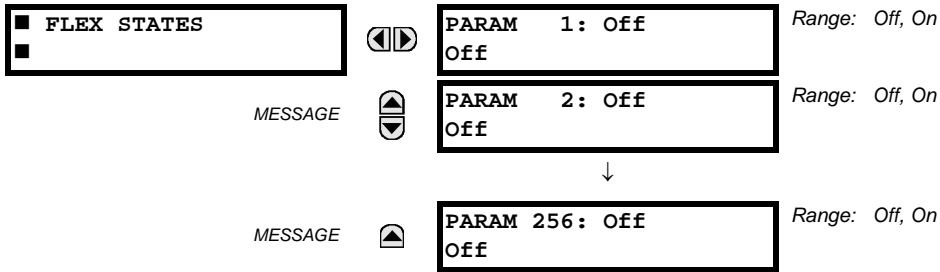 ■ FLEX STATES
■
PARAM 1: Off
Off
Range: Off, On
MESSAGE
PARAM 2: Off
Off
Range: Off, On
↓
MESSAGE
PARAM 256: Off
Off
Range: Off, On